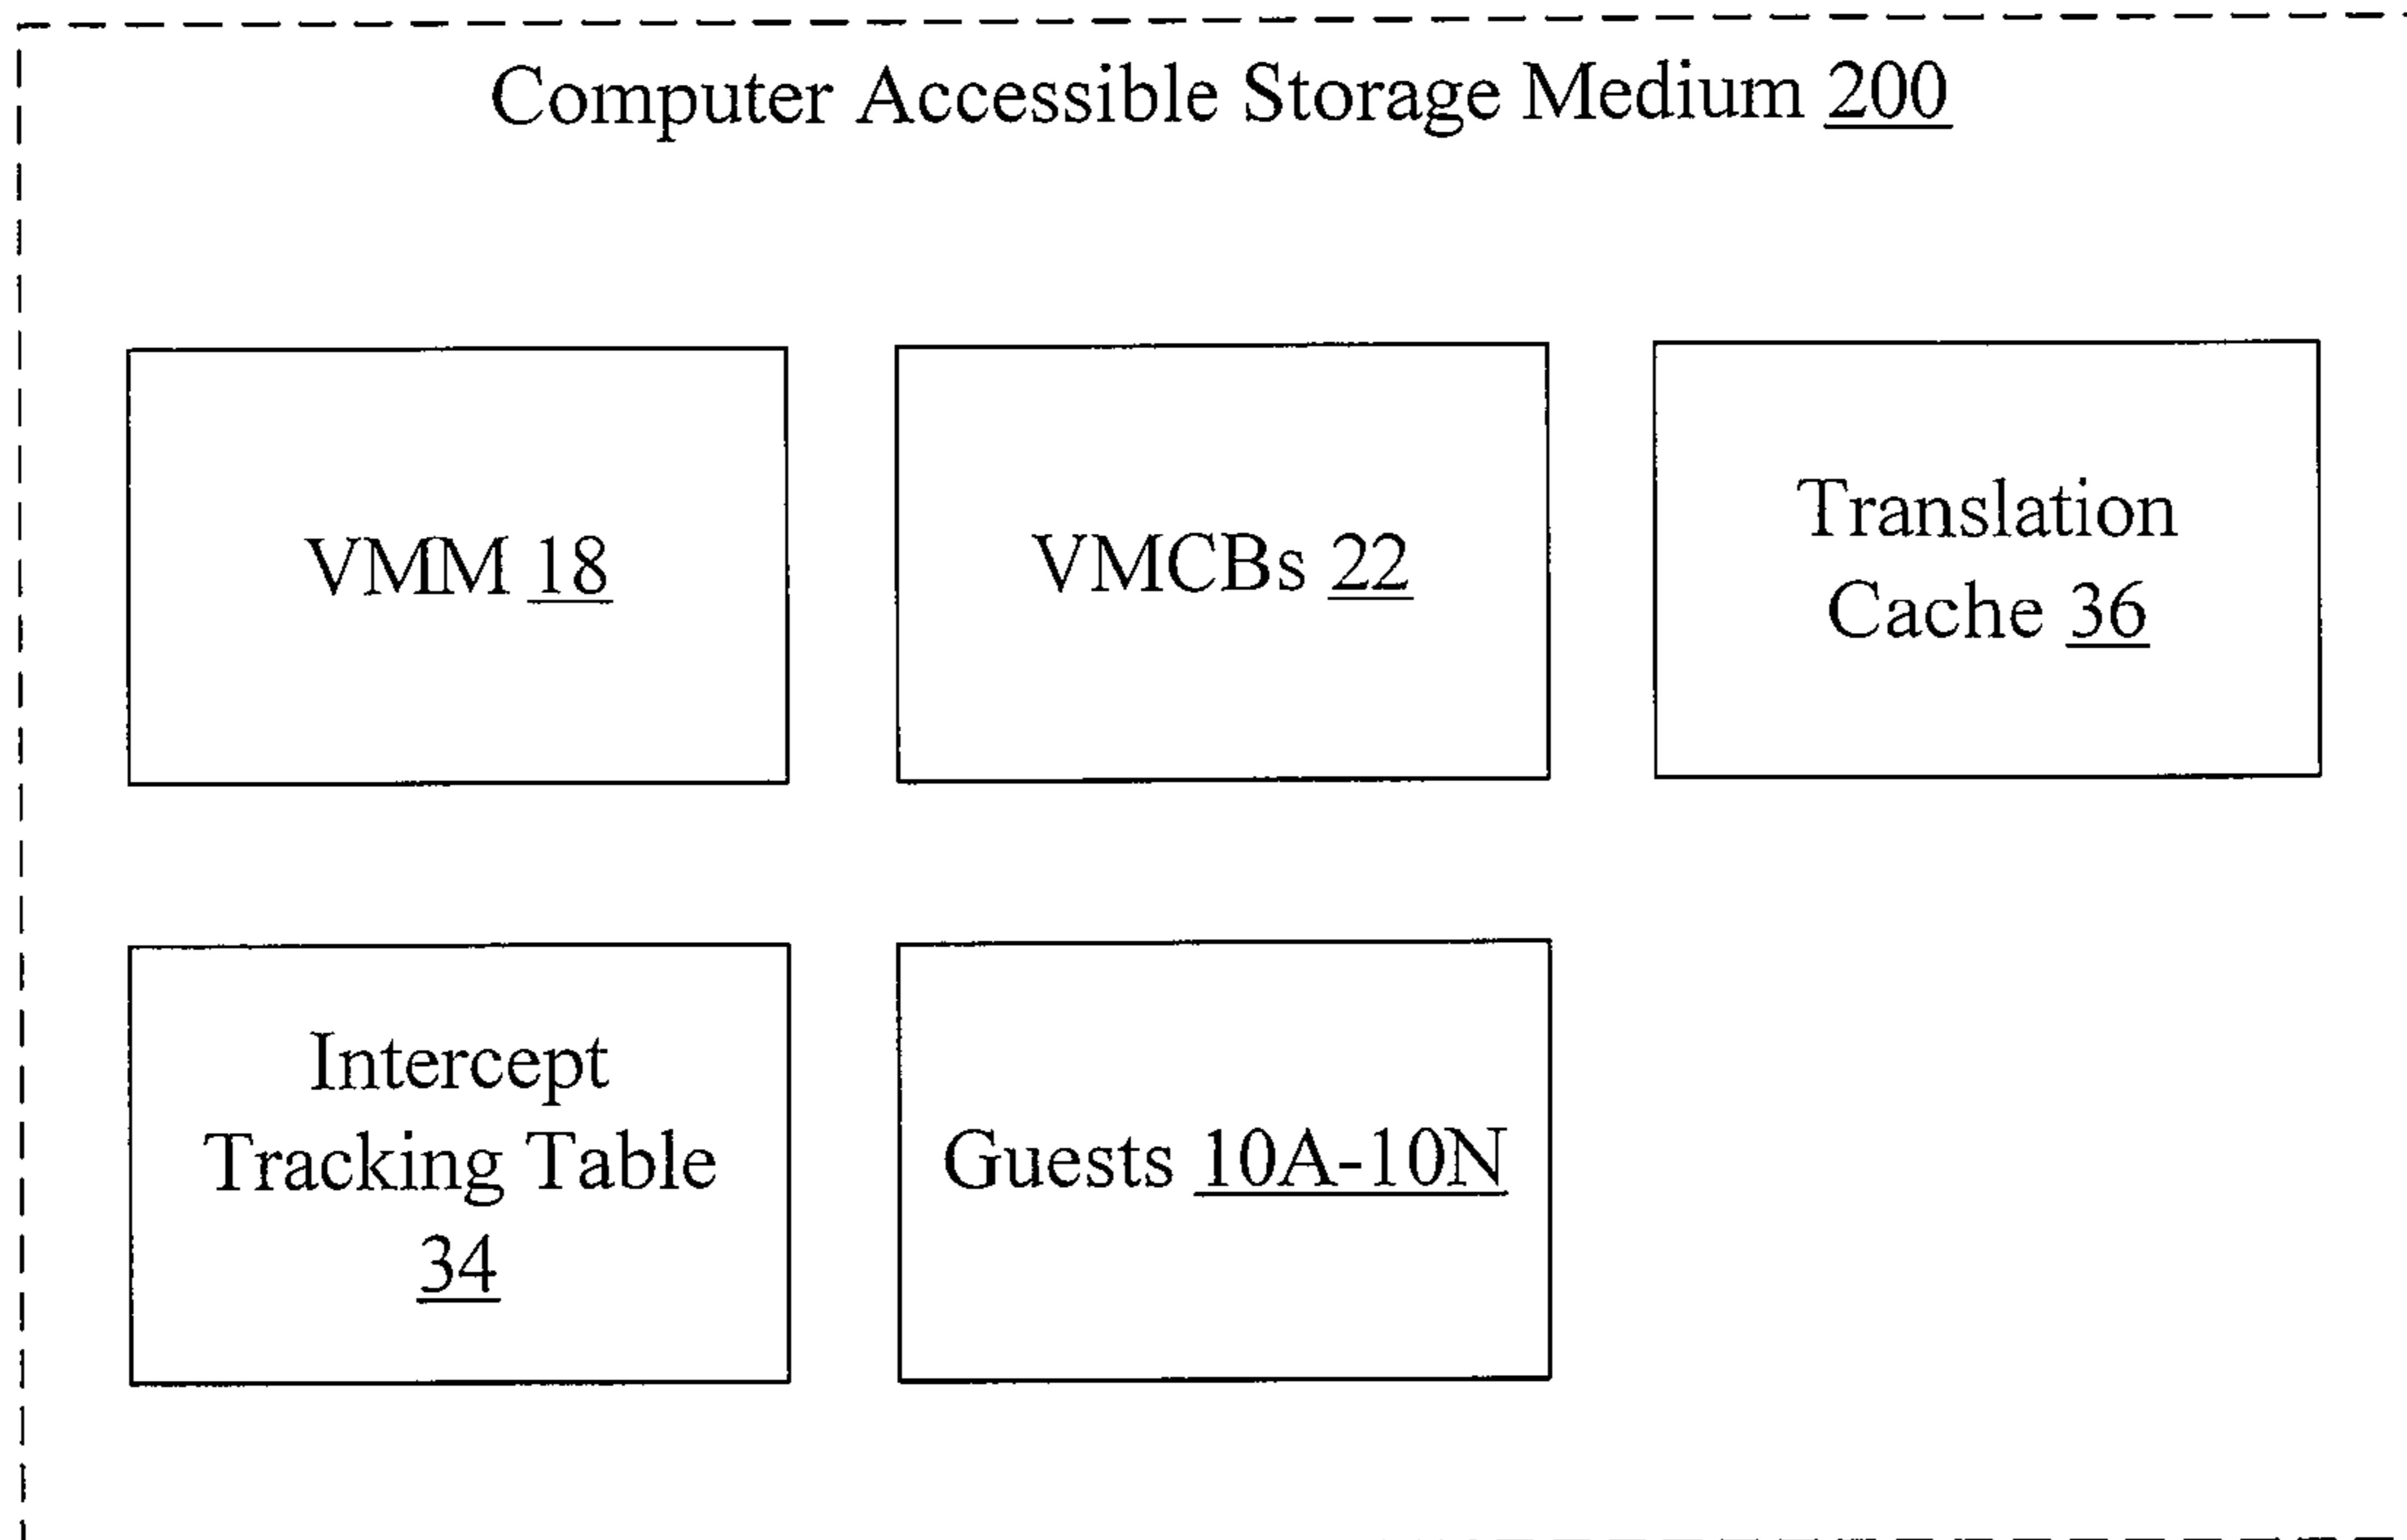 Computer Accessible Storage Medium 200
VMM 18
VMCBs 22
Translation
Cache 36
Intercept
Tracking Table
34
Guests 10A-10N